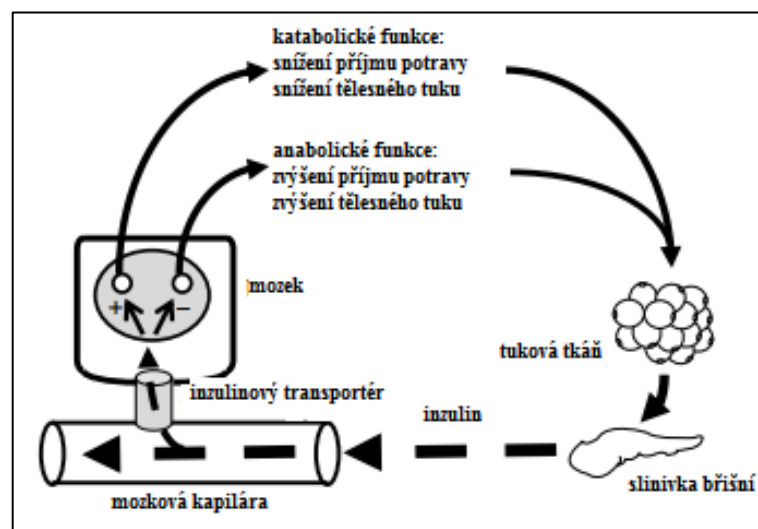 katabolické funkce:
snížení příjmu potravy
snížení tělesného tuku
anabolické funkce:
zvýšení příjmu potravy
zvýšení tělesného tuku
+
−
mozek
tuková tkáň
inzulinový transportér
inzulin
slinivka břišní
mozková kapilára